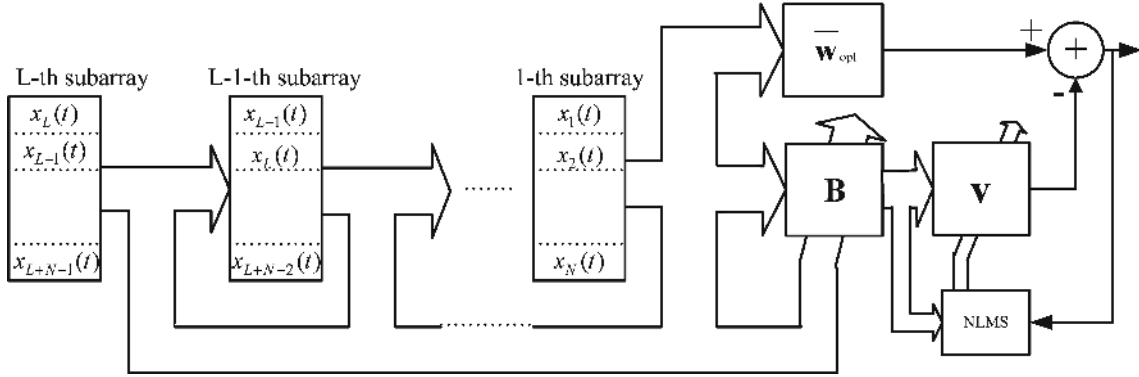 L-th subarray
x_L(t)
x_{L-1}(t)
x_{L+N-1}(t)
L-1-th subarray
x_{L-1}(t)
x_L(t)
x_{L+N-2}(t)
1-th subarray
x_1(t)
x_2(t)
x_N(t)
w̅_opt
+
+
-
B
V
NLMS